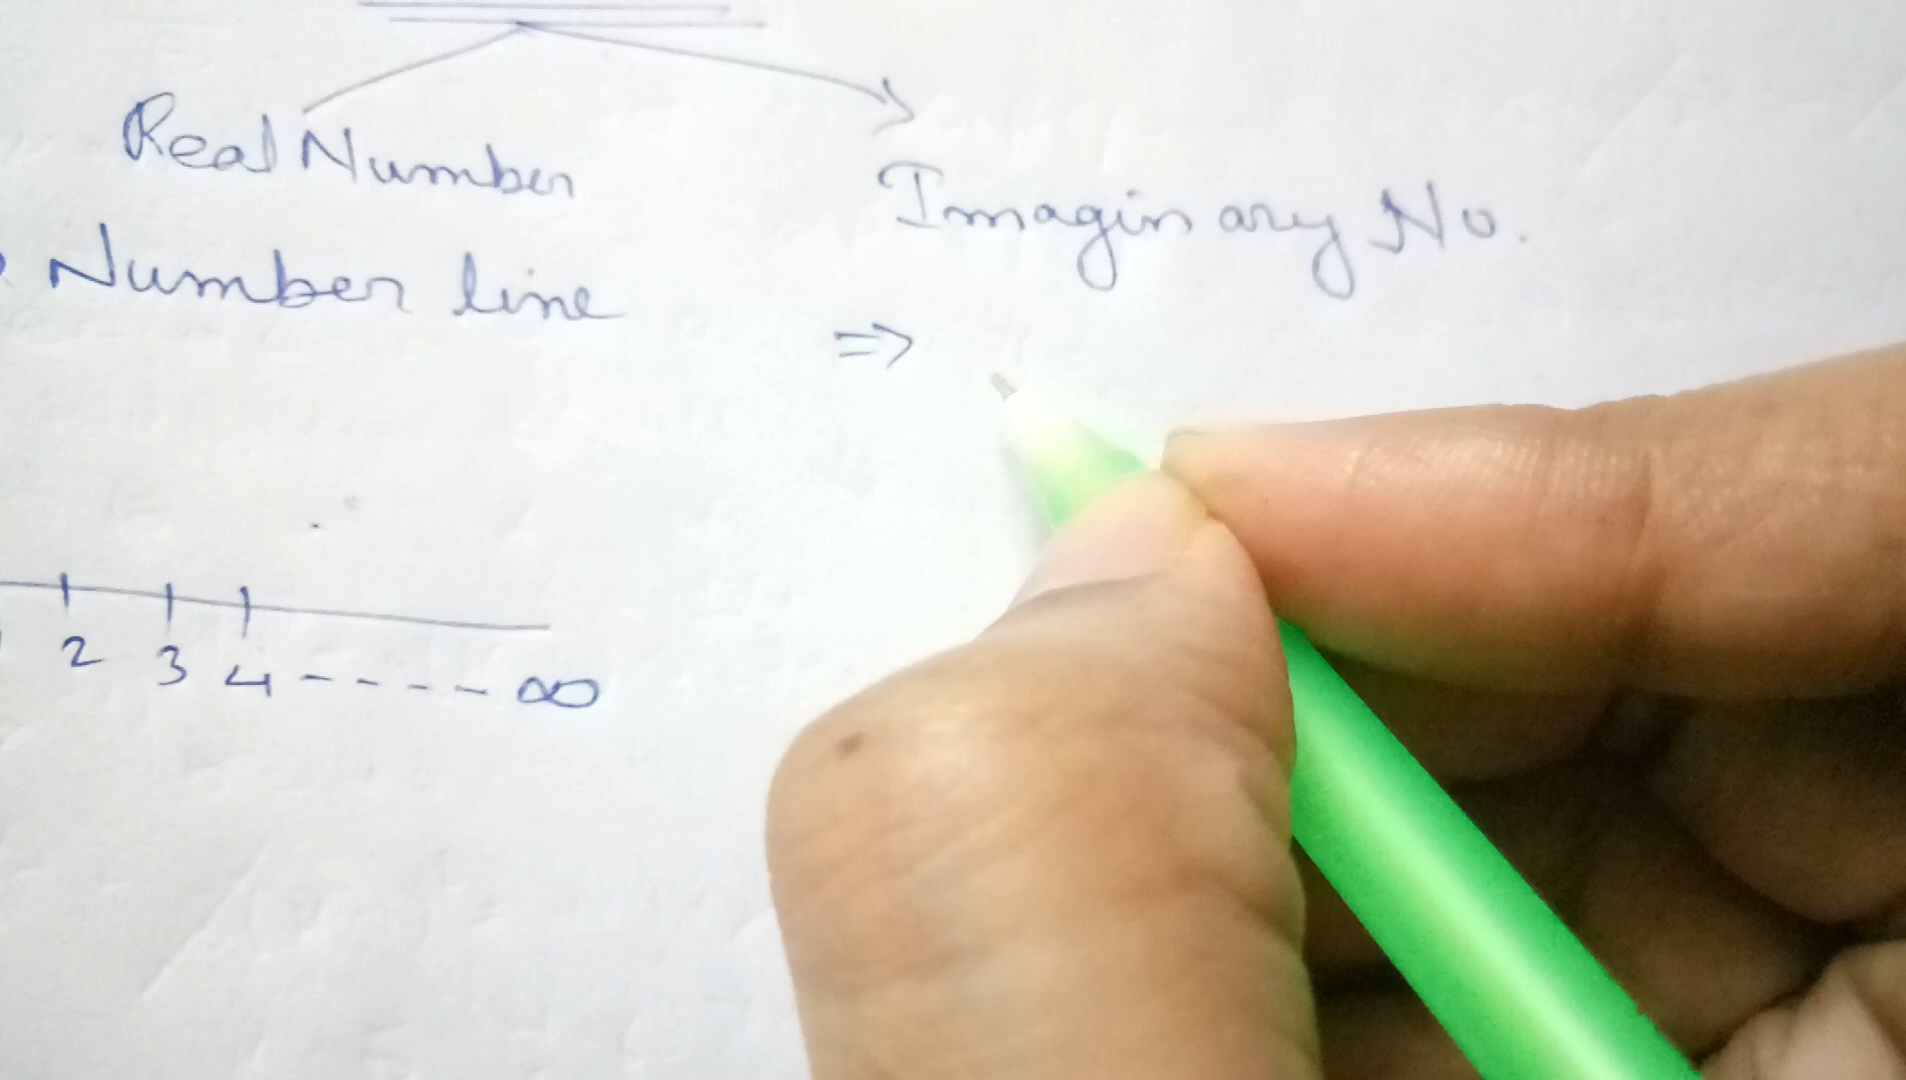 Real Number
Imaginary No.
Number line
⇒
2 3 4 - - - - ∞